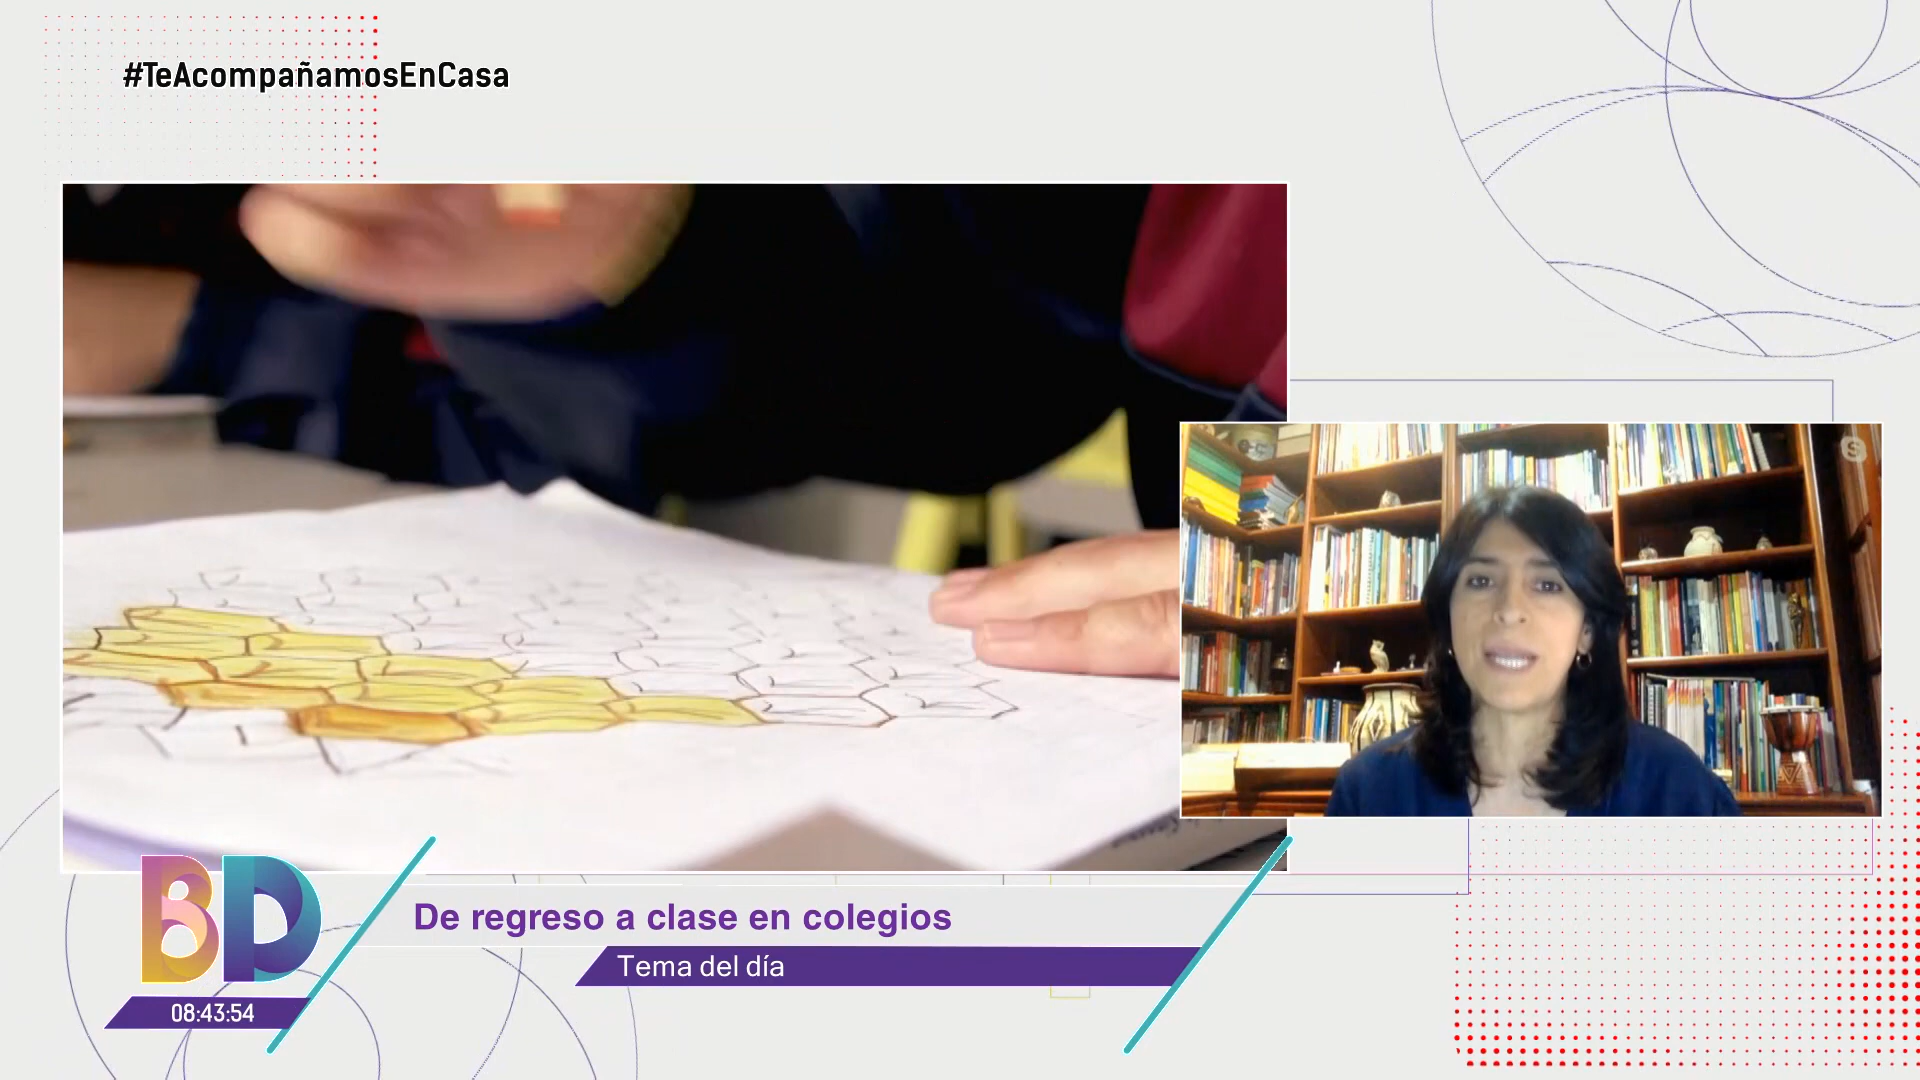 #TeAcompañamosEnCasa
BD
De regreso a clase en colegios
Tema del día
08:43:54